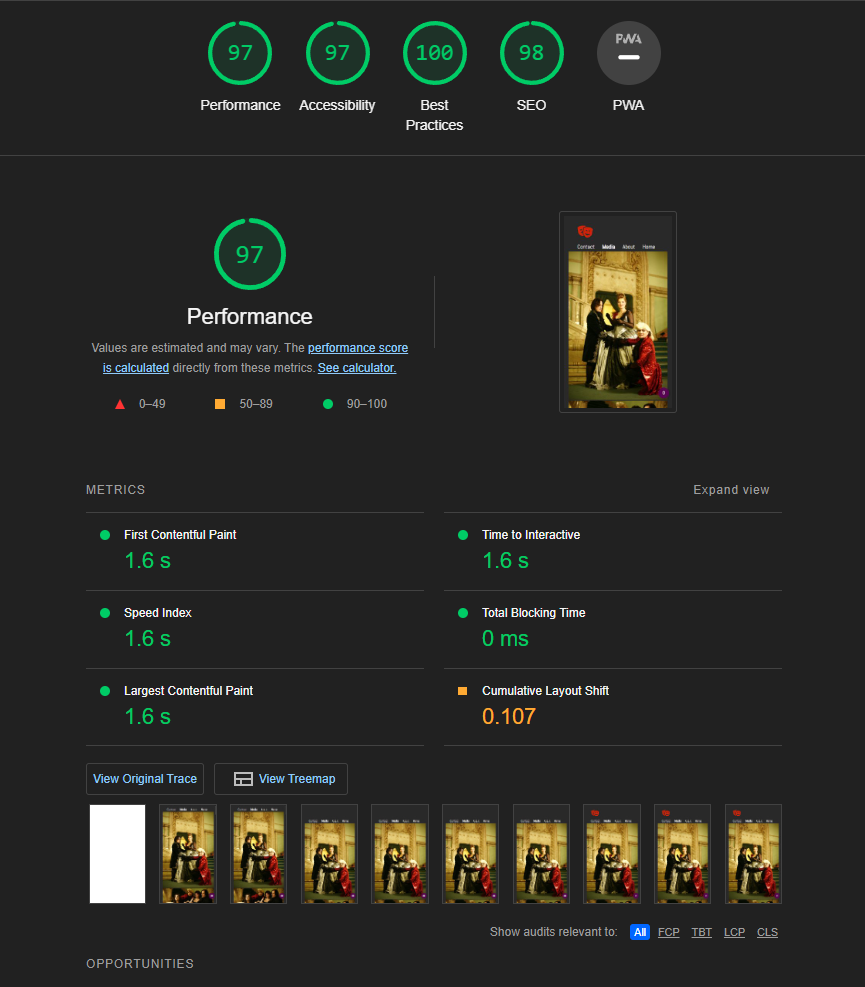 97
97
100
98
PWA
Performance
Accessibility
Best
Practices
SEO
PWA
97
Performance
Values are estimated and may vary. The performance score
is calculated directly from these metrics. See calculator.
0–49
50–89
90–100
Contact Media About Home
METRICS
Expand view
First Contentful Paint
1.6 s
Time to Interactive
1.6 s
Speed Index
1.6 s
Total Blocking Time
0 ms
Largest Contentful Paint
1.6 s
Cumulative Layout Shift
0.107
View Original Trace
View Treemap
Show audits relevant to: All FCP TBT LCP CLS
OPPORTUNITIES